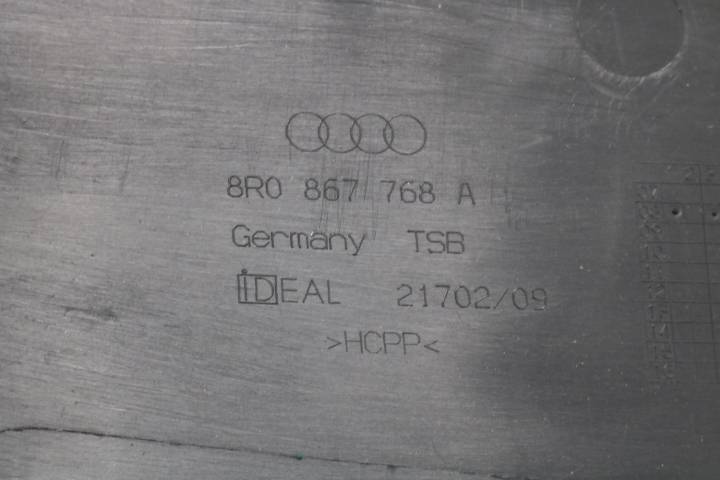 8R0 867 768 A
Germany TSB
IDEAL 21702/09
>HCPP<